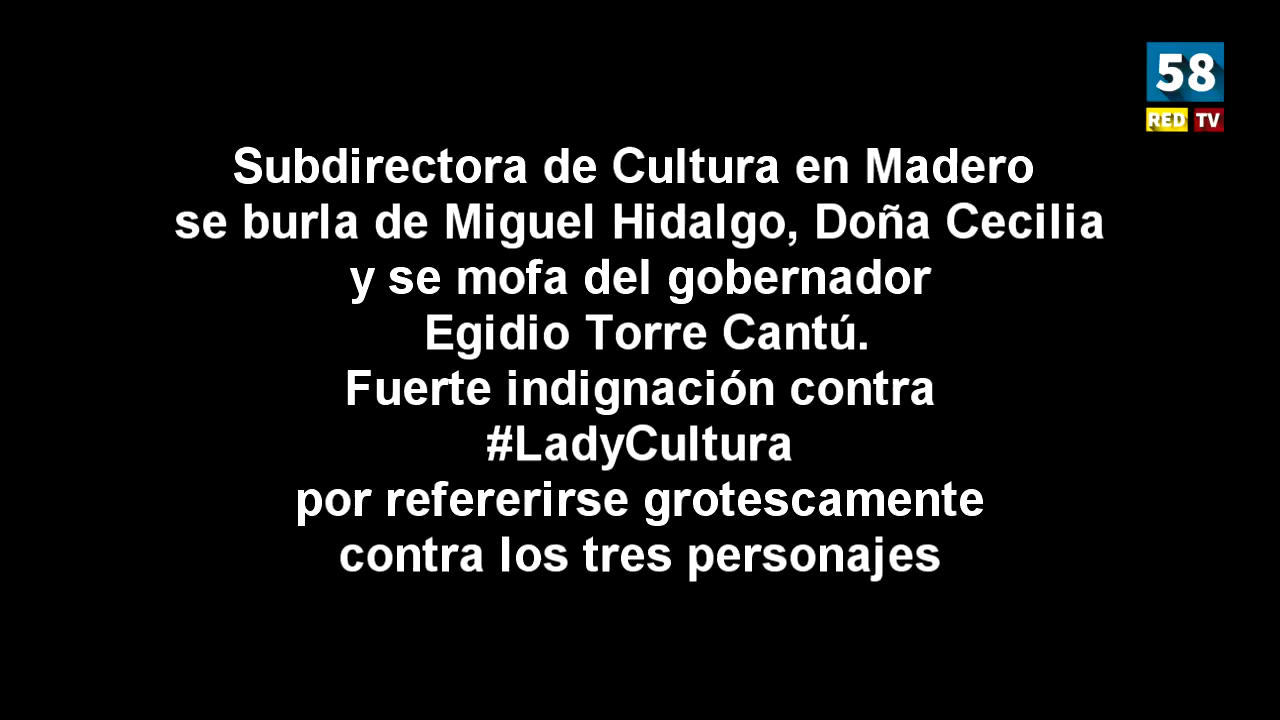 58
RED TV
Subdirectora de Cultura en Madero
se burla de Miguel Hidalgo, Doña Cecilia
y se mofa del gobernador
Egidio Torre Cantú.
Fuerte indignación contra
#LadyCultura
por refererirse grotescamente
contra los tres personajes